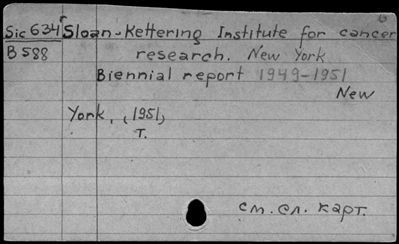 Sic 634r Sloan-Kettering Institute for cancer
B 588 research. New York
Biennial report 1949-1951
New
York, (1951)
T.
см. сл. карт.